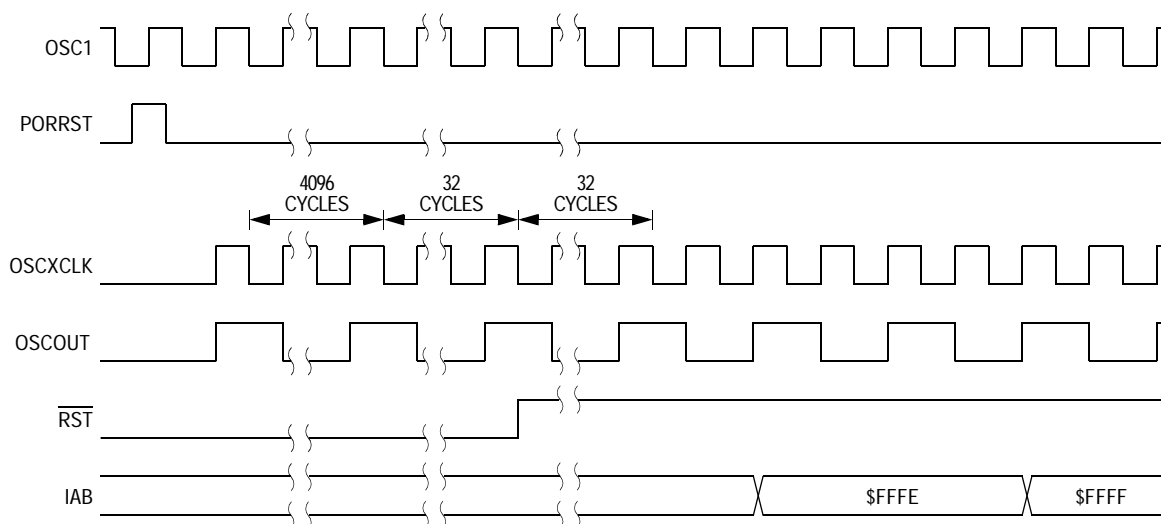 OSC1
PORRST
4096
CYCLES
32
CYCLES
32
CYCLES
OSCXCLK
OSCOUT
RST
IAB
$FFFE
$FFFF